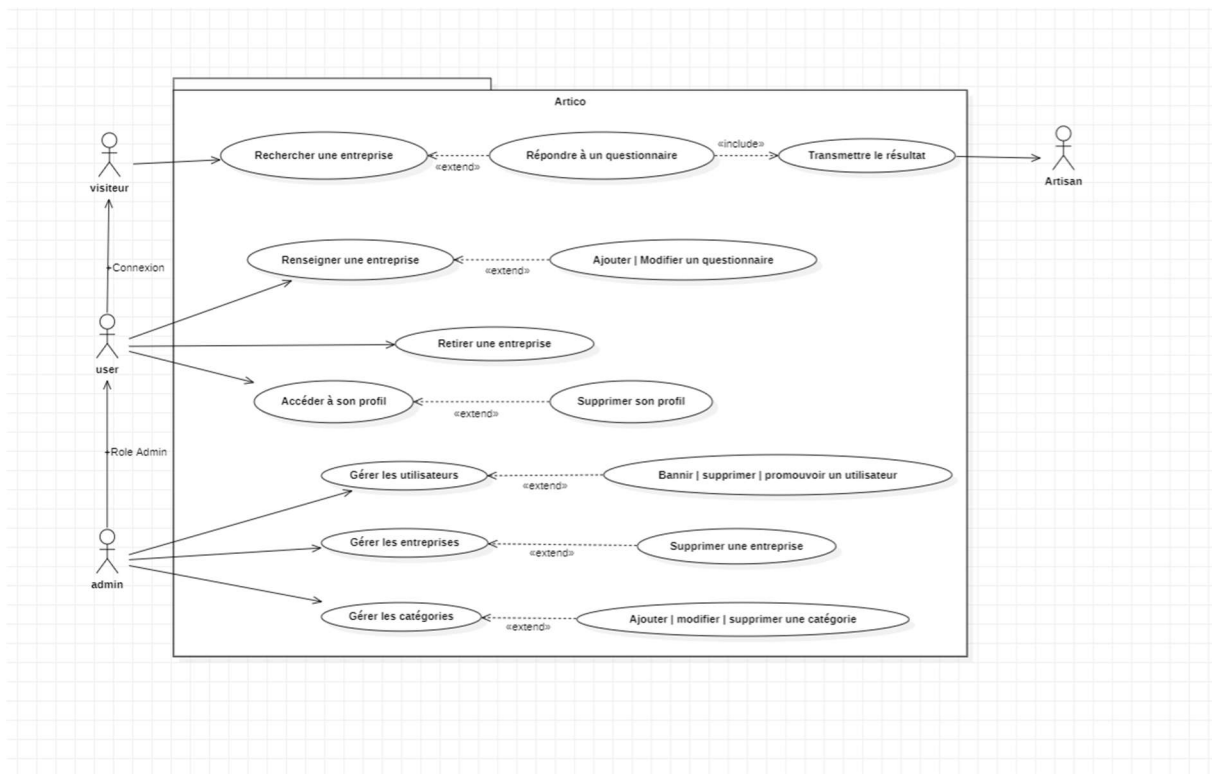 Artico
visiteur
Rechercher une entreprise
«extend»
Répondre à un questionnaire
«include»
Transmettre le résultat
Artisan
+Connexion
Renseigner une entreprise
«extend»
Ajouter | Modifier un questionnaire
user
Retirer une entreprise
Accéder à son profil
«extend»
Supprimer son profil
+Role Admin
Gérer les utilisateurs
«extend»
Bannir | supprimer | promouvoir un utilisateur
admin
Gérer les entreprises
«extend»
Supprimer une entreprise
Gérer les catégories
«extend»
Ajouter | modifier | supprimer une catégorie